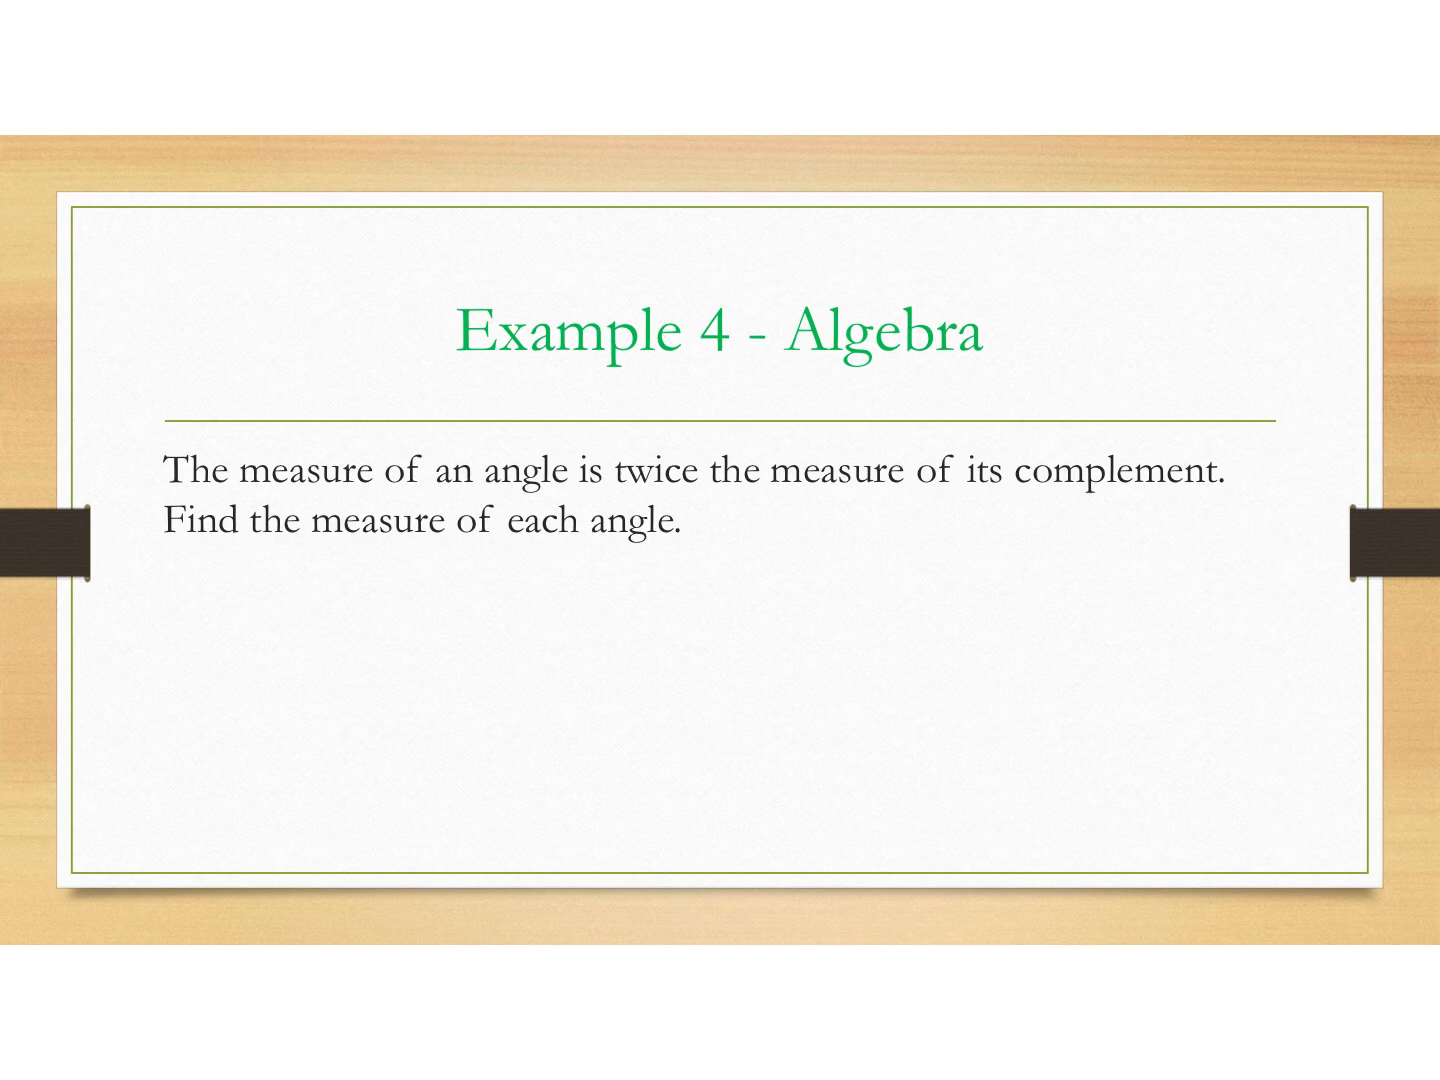 Example 4 - Algebra
The measure of an angle is twice the measure of its complement.
Find the measure of each angle.